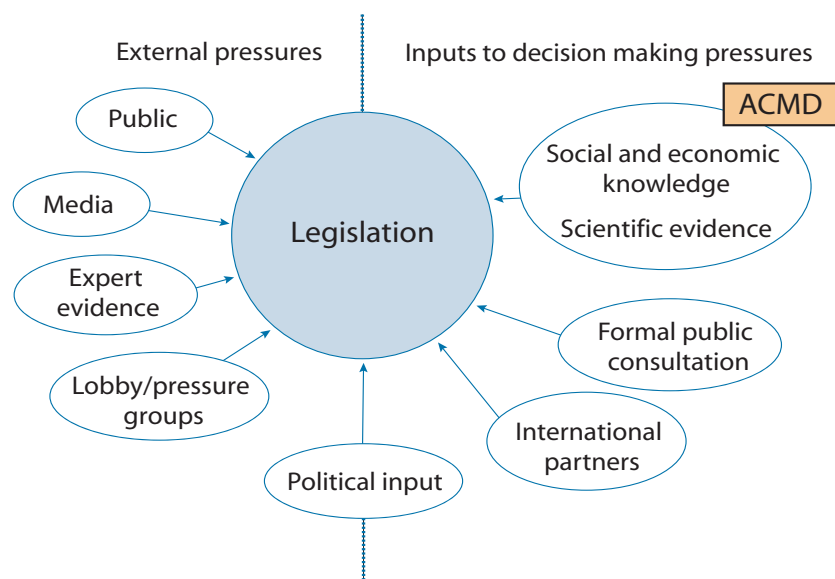 External pressures
Inputs to decision making pressures
ACMD
Public
Social and economic
knowledge
Scientific evidence
Media
Legislation
Expert
evidence
Formal public
consultation
Lobby/pressure
groups
International
partners
Political input